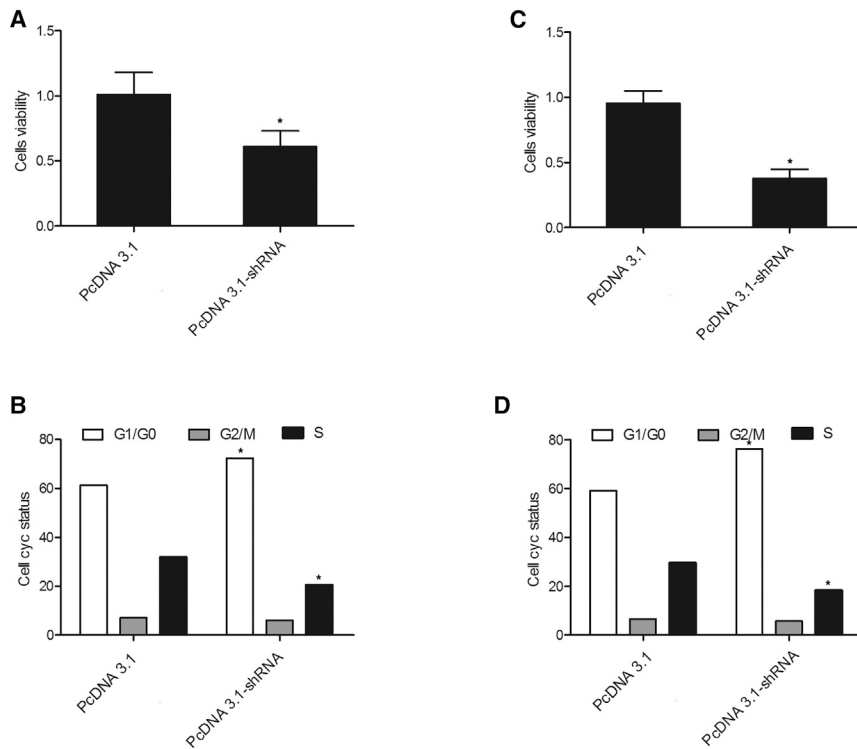 A
Cells viability
1.5
1.0
0.5
0.0
PcDNA 3.1
PcDNA 3.1-shRNA
*
C
Cells viability
1.5
1.0
0.5
0.0
PcDNA 3.1
PcDNA 3.1-shRNA
*
B
G1/G0 G2/M S
Cell cyc status
80
60
40
20
0
*
*
PcDNA 3.1
PcDNA 3.1-shRNA
D
G1/G0 G2/M S
Cell cyc status
80
60
40
20
0
*
*
PcDNA 3.1
PcDNA 3.1-shRNA